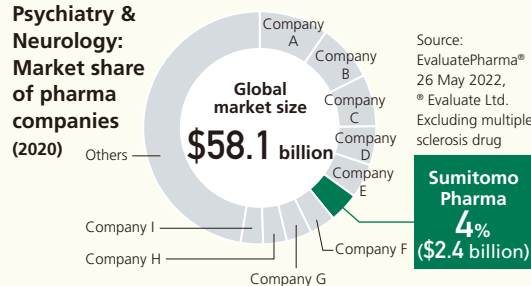 Psychiatry &
Neurology:
Market share
of pharma
companies
(2020)
Global
market size
$58.1 billion
Company
A
Company
B
Company
C
Company
D
Company
E
Sumitomo
Pharma
4%
($2.4 billion)
Company F
Company G
Company H
Company I
Others
Source:
EvaluatePharma®
26 May 2022,
® Evaluate Ltd.
Excluding multiple
sclerosis drug